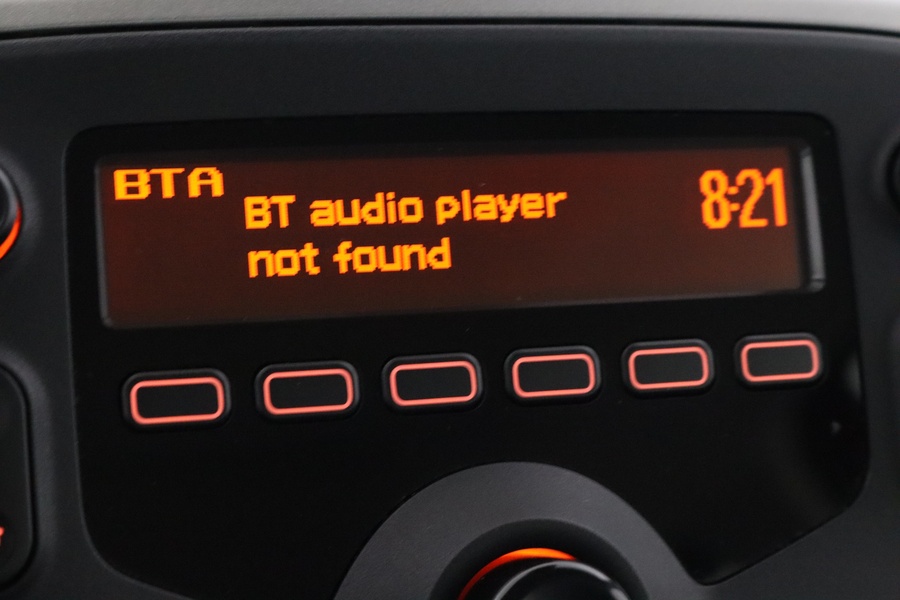 BTA
BT audio player
not found
8:21